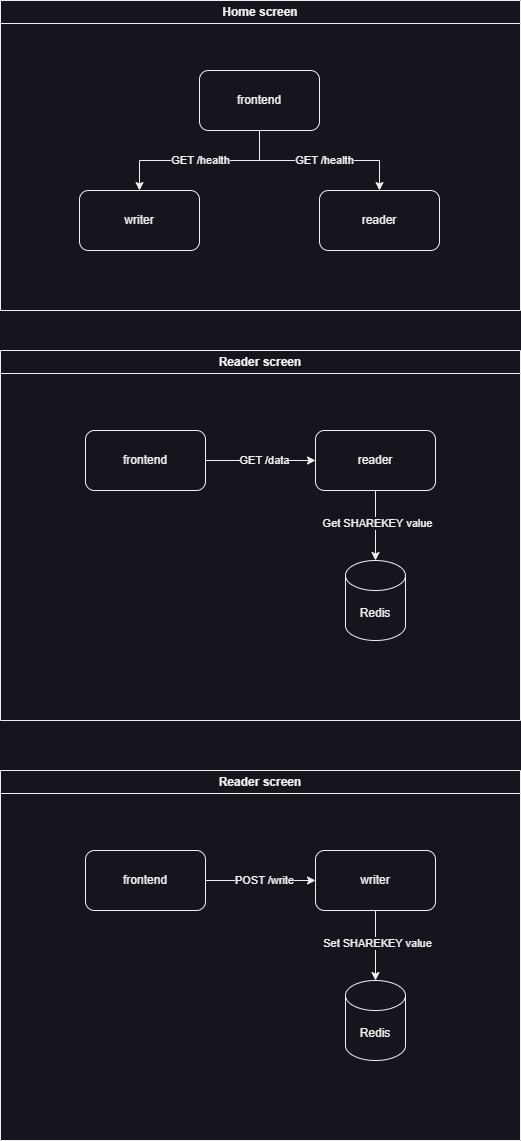 Home screen
frontend
GET /health
GET /health
writer
reader
Reader screen
frontend
GET /data
reader
Get SHAREKEY value
Redis
Reader screen
frontend
POST /write
writer
Set SHAREKEY value
Redis